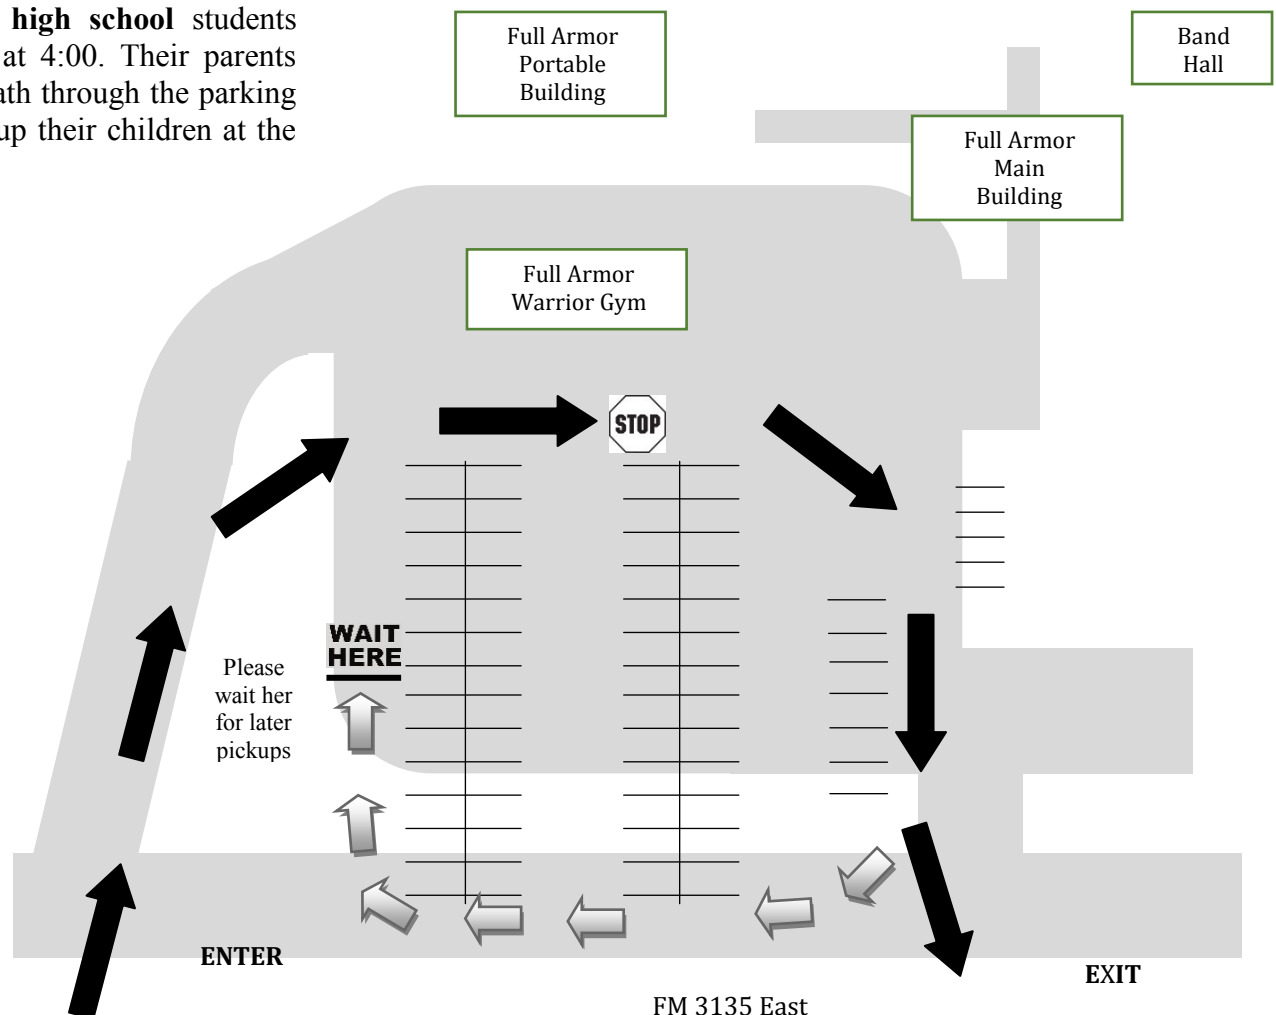 high school students
at 4:00. Their parents
through the parking
up their children at the
Full Armor
Portable
Building
Band
Hall
Full Armor
Main
Building
Full Armor
Warrior Gym
STOP
WAIT
HERE
Please
wait her
for later
pickups
ENTER
EXIT
FM 3135 East